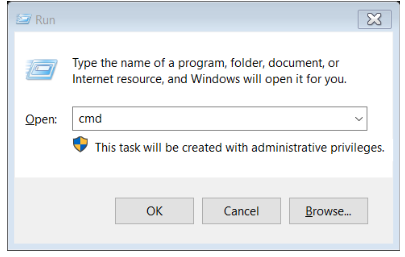 Run
Type the name of a program, folder, document, or
Internet resource, and Windows will open it for you.
Open: cmd
This task will be created with administrative privileges.
OK Cancel Browse...